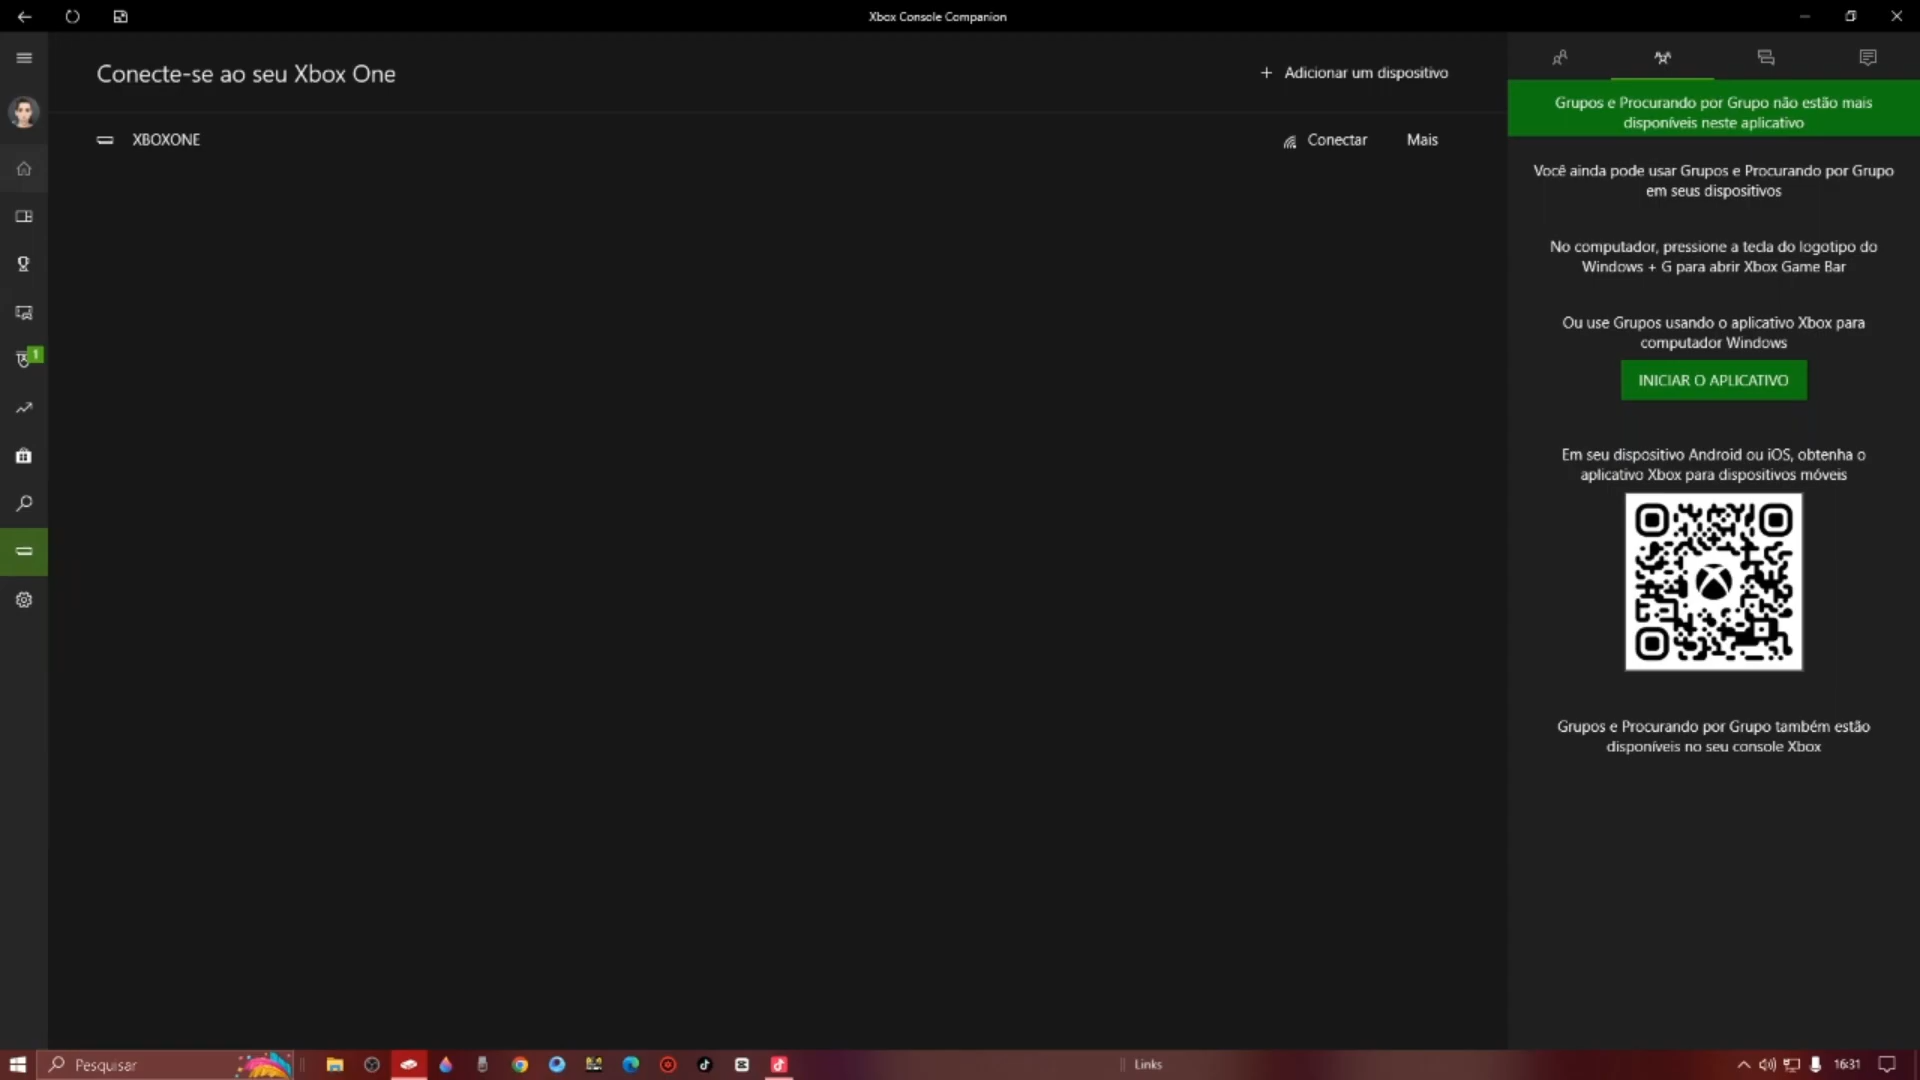 Xbox Console Companion
Conecte-se ao seu Xbox One
+ Adicionar um dispositivo
XBOXONE
Conectar
Mais
1
Grupos e Procurando por Grupo não estão mais
disponíveis neste aplicativo
Você ainda pode usar Grupos e Procurando por Grupo
em seus dispositivos
No computador, pressione a tecla do logotipo do
Windows + G para abrir Xbox Game Bar
Ou use Grupos usando o aplicativo Xbox para
computador Windows
INICIAR O APLICATIVO
Em seu dispositivo Android ou iOS, obtenha o
aplicativo Xbox para dispositivos móveis
Grupos e Procurando por Grupo também estão
disponíveis no seu console Xbox
Pesquisar
Links
16:31